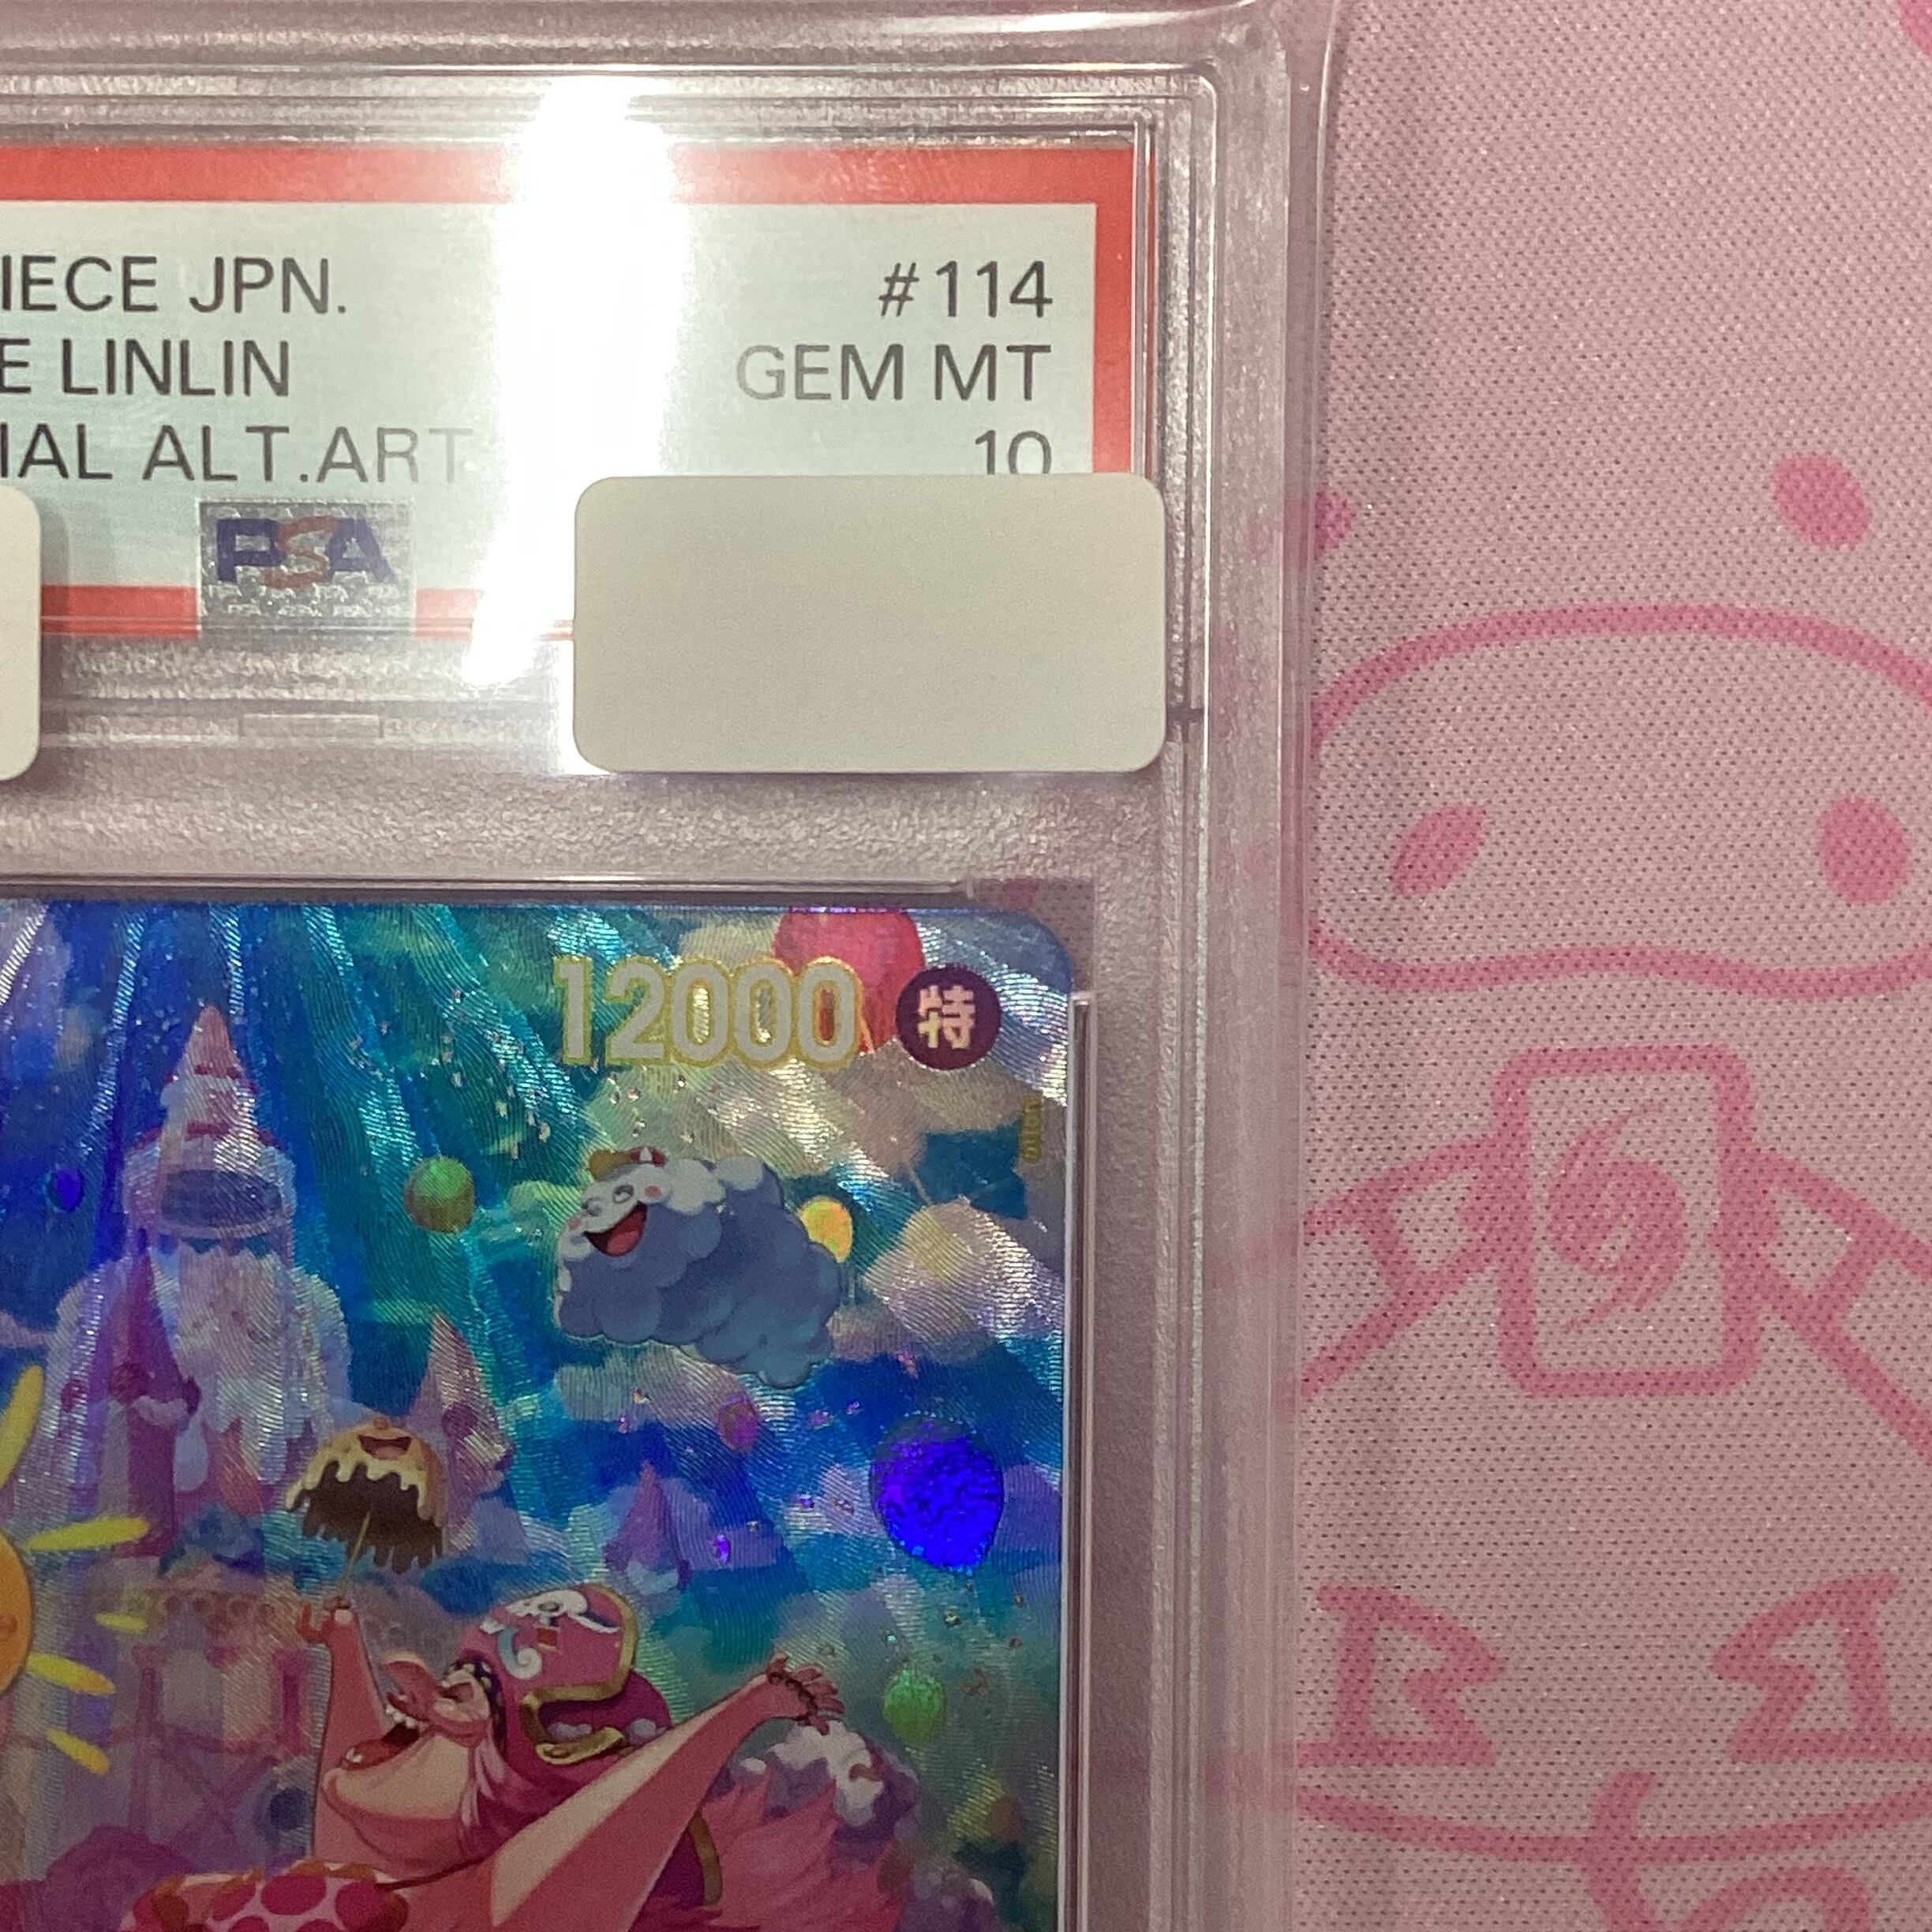 IECE JPN.
#114
E LINLIN
GEM MT
IAL ALT.ART
10
PSA
12000
特